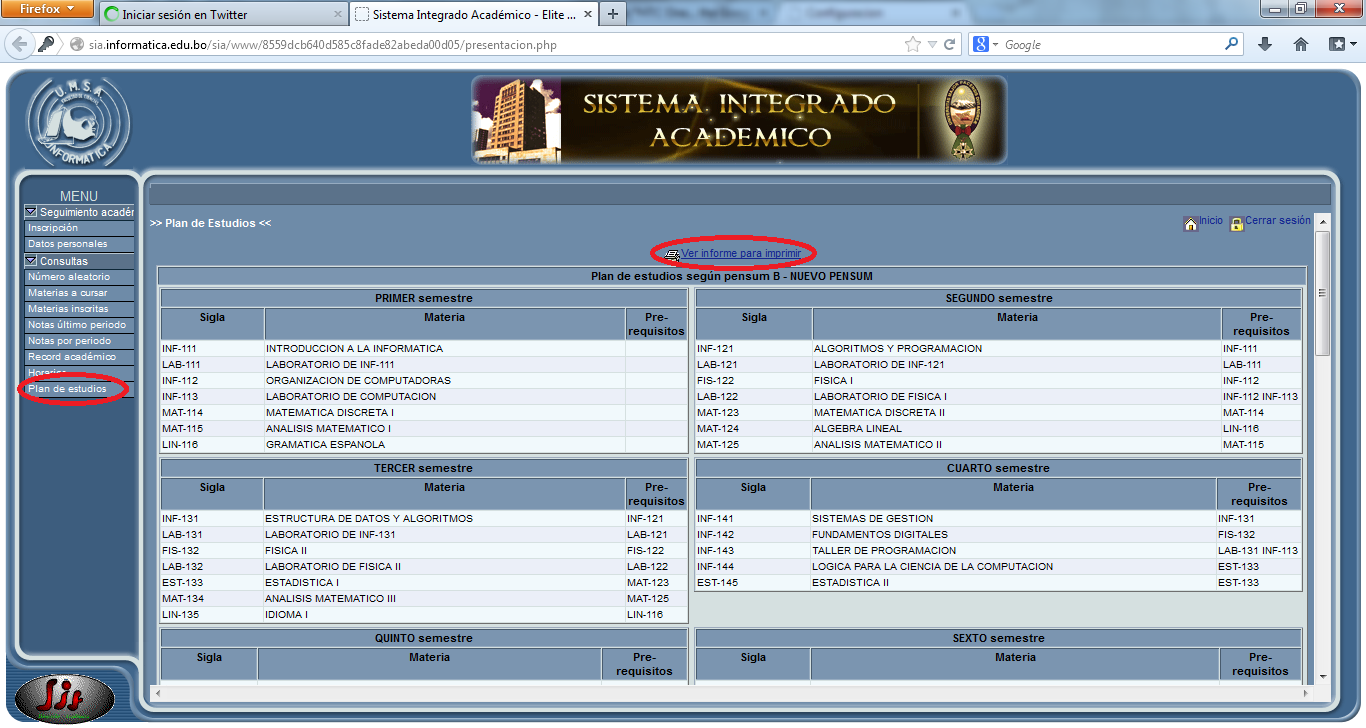 Firefox
Iniciar sesión en Twitter
Sistema Integrado Académico - Elite ...
sia.informatica.edu.bo/sia/www/8559dcb640d585c8fade82abeda00d05/presentacion.php
Google
U.M.S.A.
INFORMATICA
SISTEMA INTEGRADO
ACADEMICO
MENU
Seguimiento acadér
Inscripción
Datos personales
Consultas
Número aleatorio
Materias a cursar
Materias inscritas
Notas último periodo
Notas por periodo
Record académico
Horarios
Plan de estudios
>> Plan de Estudios <<
Inicio Cerrar sesión
Ver informe para imprimir
Plan de estudios según pensum B - NUEVO PENSUM
PRIMER semestre
Sigla Materia Pre-requisitos
INF-111 INTRODUCCION A LA INFORMATICA
LAB-111 LABORATORIO DE INF-111
INF-112 ORGANIZACION DE COMPUTADORAS
INF-113 LABORATORIO DE COMPUTACION
MAT-114 MATEMATICA DISCRETA I
MAT-115 ANALISIS MATEMATICO I
LIN-116 GRAMATICA ESPANOLA
SEGUNDO semestre
Sigla Materia Pre-requisitos
INF-121 ALGORITMOS Y PROGRAMACION INF-111
LAB-121 LABORATORIO DE INF-121 LAB-111
FIS-122 FISICA I INF-112
LAB-122 LABORATORIO DE FISICA I INF-112 INF-113
MAT-123 MATEMATICA DISCRETA II MAT-114
MAT-124 ALGEBRA LINEAL LIN-116
MAT-125 ANALISIS MATEMATICO II MAT-115
TERCER semestre
Sigla Materia Pre-requisitos
INF-131 ESTRUCTURA DE DATOS Y ALGORITMOS INF-121
LAB-131 LABORATORIO DE INF-131 LAB-121
FIS-132 FISICA II FIS-122
LAB-132 LABORATORIO DE FISICA II LAB-122
EST-133 ESTADISTICA I MAT-123
MAT-134 ANALISIS MATEMATICO III MAT-125
LIN-135 IDIOMA I LIN-116
CUARTO semestre
Sigla Materia Pre-requisitos
INF-141 SISTEMAS DE GESTION INF-131
INF-142 FUNDAMENTOS DIGITALES FIS-132
INF-143 TALLER DE PROGRAMACION LAB-131 INF-113
INF-144 LOGICA PARA LA CIENCIA DE LA COMPUTACION EST-133
EST-145 ESTADISTICA II EST-133
QUINTO semestre
Sigla Materia Pre-requisitos
SEXTO semestre
Sigla Materia Pre-requisitos